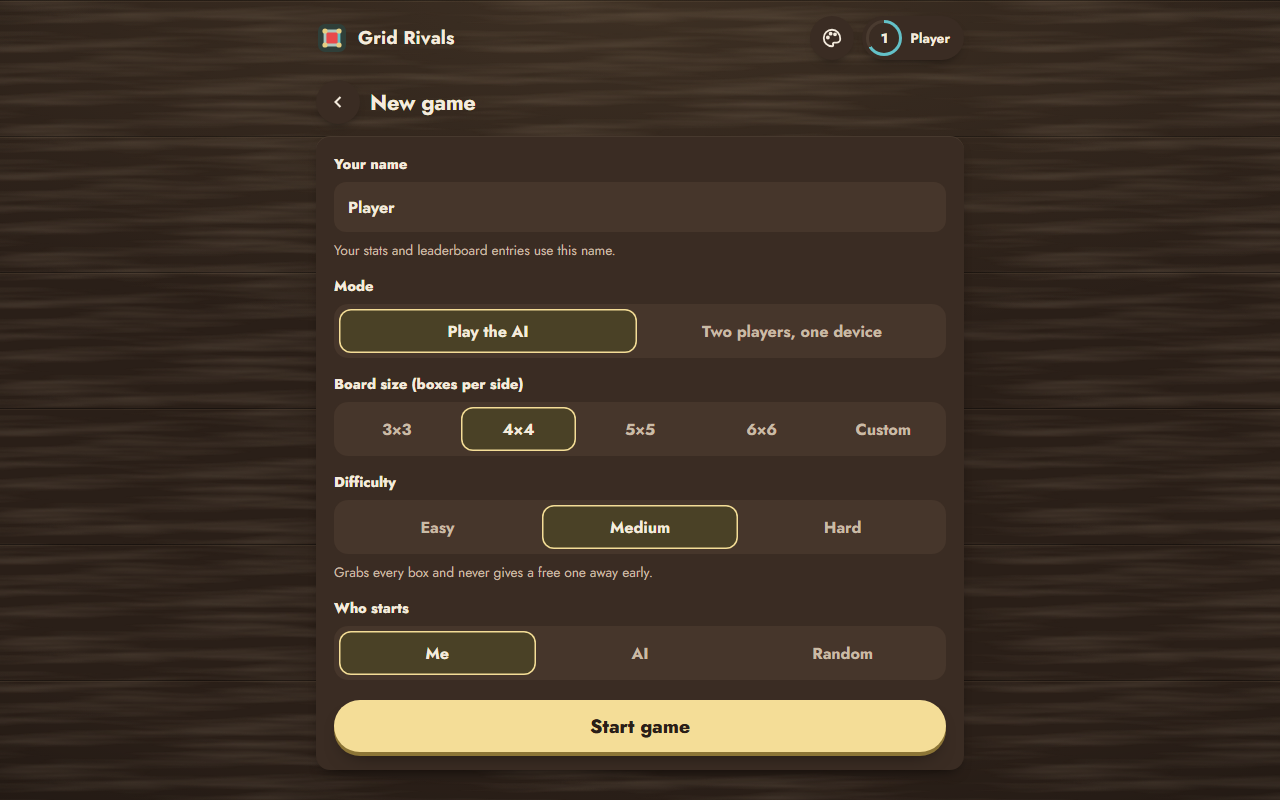 Grid Rivals
1 Player
New game
Your name
Player
Your stats and leaderboard entries use this name.
Mode
Play the AI Two players, one device
Board size (boxes per side)
3×3 4×4 5×5 6×6 Custom
Difficulty
Easy Medium Hard
Grabs every box and never gives a free one away early.
Who starts
Me AI Random
Start game